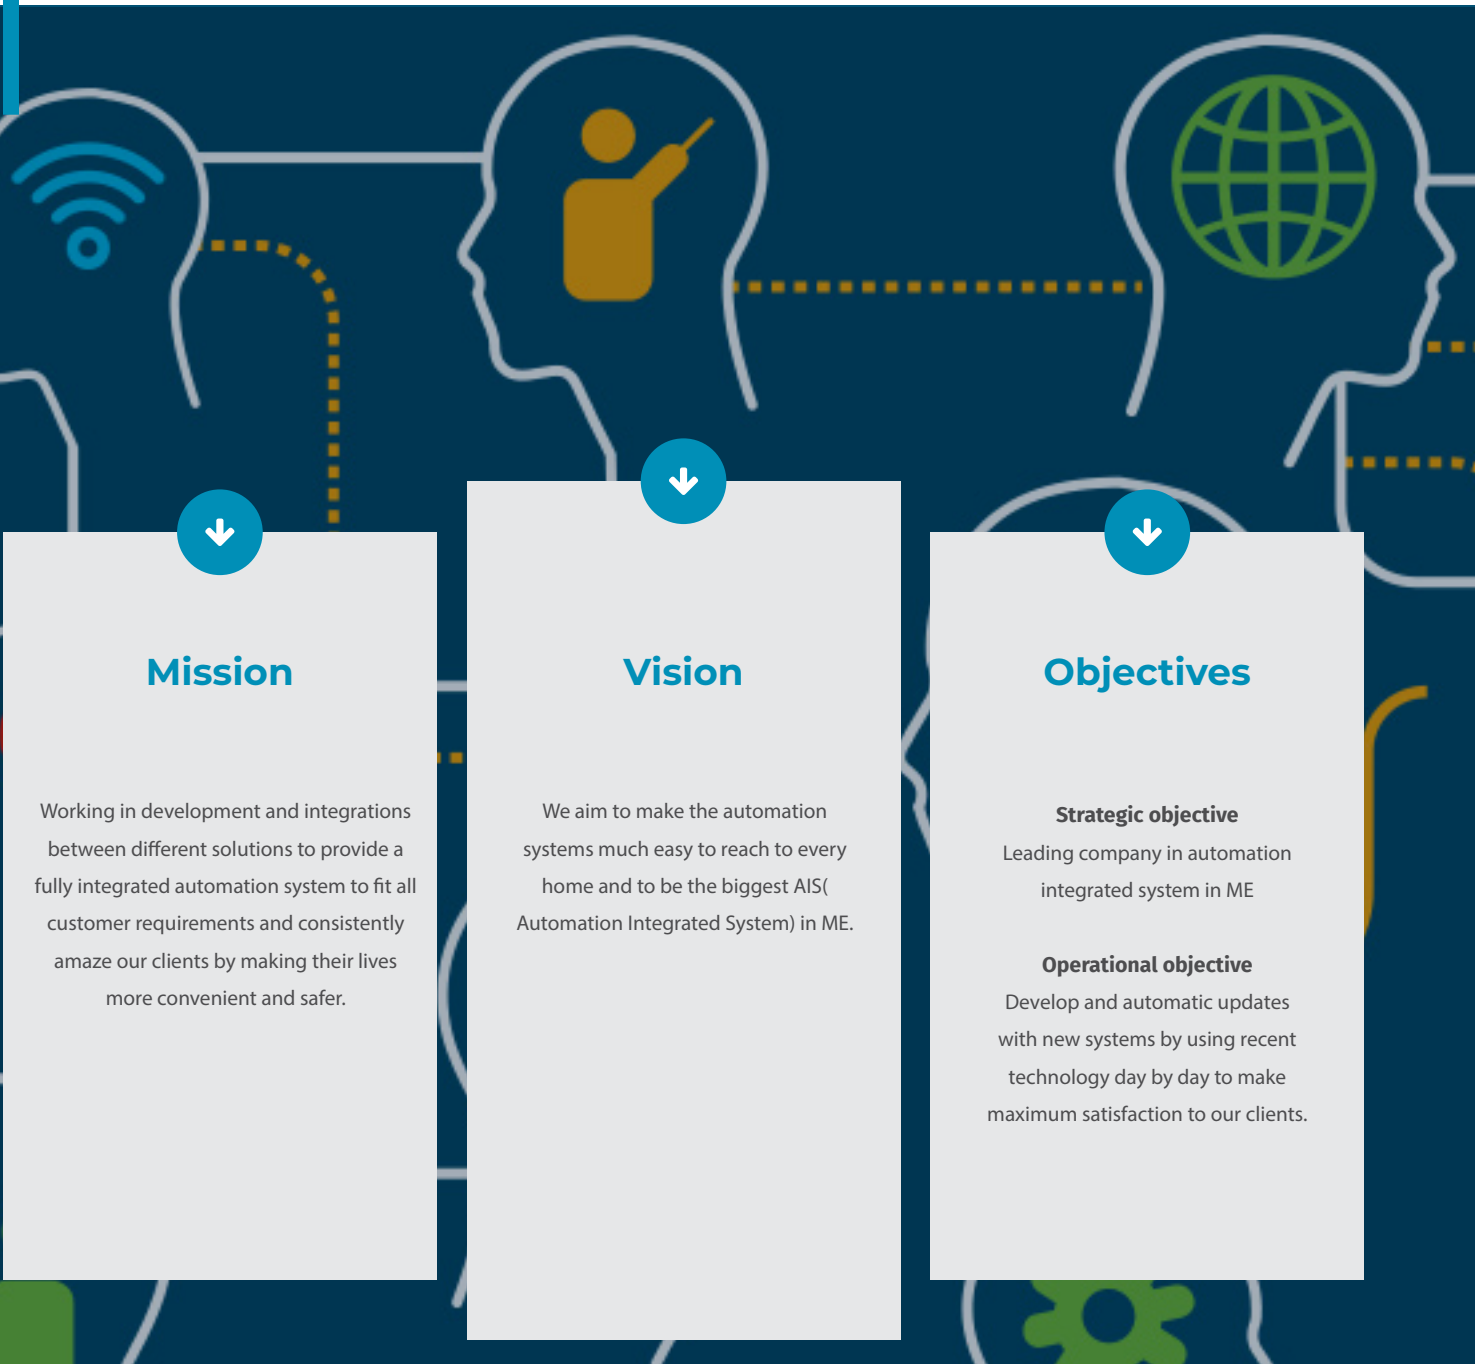 Mission
Working in development and integrations
between different solutions to provide a
fully integrated automation system to fit all
customer requirements and consistently
amaze our clients by making their lives
more convenient and safer.
Vision
We aim to make the automation
systems much easy to reach to every
home and to be the biggest AIS(
Automation Integrated System) in ME.
Objectives
Strategic objective
Leading company in automation
integrated system in ME
Operational objective
Develop and automatic updates
with new systems by using recent
technology day by day to make
maximum satisfaction to our clients.